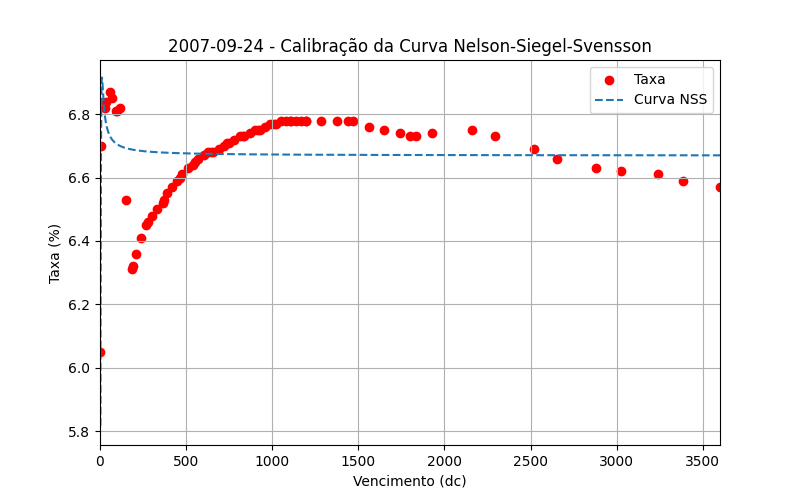 2007-09-24 - Calibração da Curva Nelson-Siegel-Svensson
Taxa
Curva NSS
Taxa (%)
6.8
6.6
6.4
6.2
6.0
5.8
0 500 1000 1500 2000 2500 3000 3500
Vencimento (dc)